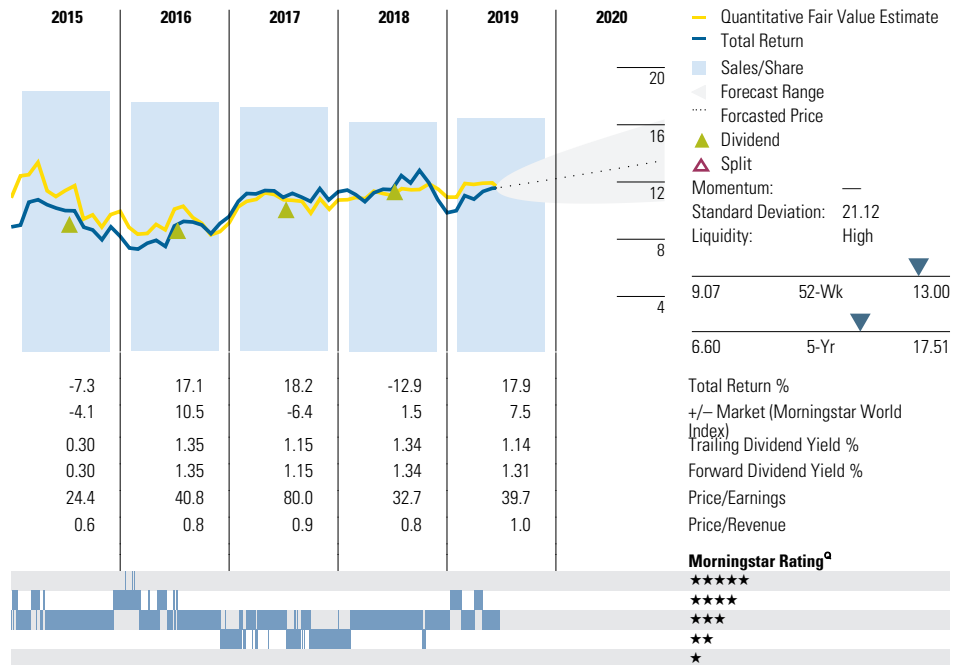 2015 2016 2017 2018 2019 2020
Quantitative Fair Value Estimate
Total Return
Sales/Share
Forecast Range
Forcasted Price
Dividend
Split
Momentum: —
Standard Deviation: 21.12
Liquidity: High
20
16
12
8
4
9.07 52-Wk 13.00
6.60 5-Yr 17.51
-7.3 17.1 18.2 -12.9 17.9 Total Return %
-4.1 10.5 -6.4 1.5 7.5 +/– Market (Morningstar World
Index)
0.30 1.35 1.15 1.34 1.14 Trailing Dividend Yield %
0.30 1.35 1.15 1.34 1.31 Forward Dividend Yield %
24.4 40.8 80.0 32.7 39.7 Price/Earnings
0.6 0.8 0.9 0.8 1.0 Price/Revenue
Morningstar RatingQ
★★★★★
★★★★
★★★
★★
★